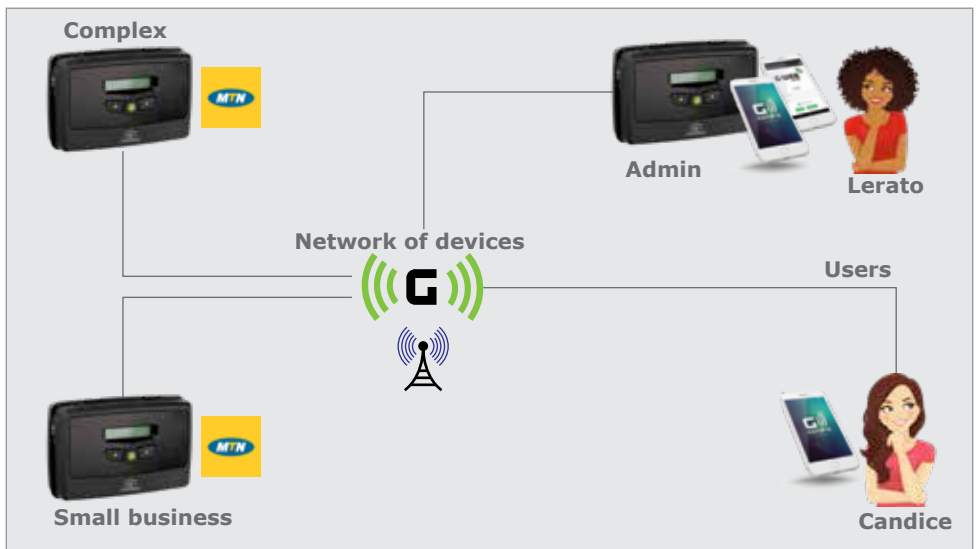 Complex
MTN
Admin
Lerato
Network of devices
G
Users
MTN
Small business
G
Candice